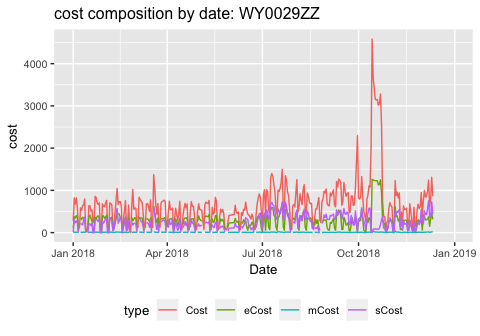 cost composition by date: WY0029ZZ
4000
3000
2000
1000
0
cost
Jan 2018 Apr 2018 Jul 2018 Oct 2018 Jan 2019
Date
type Cost eCost mCost sCost